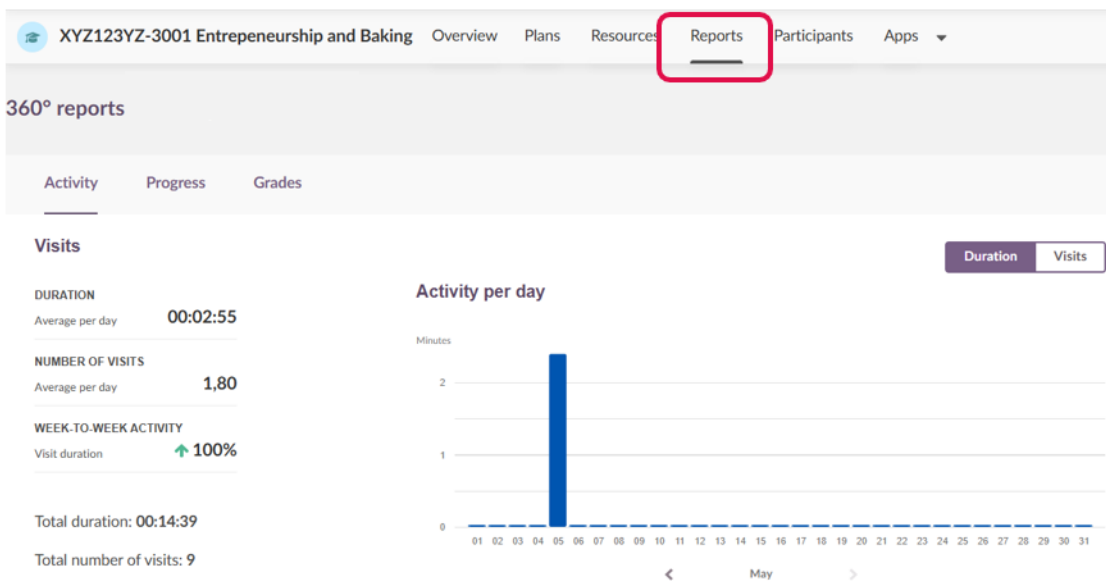 XYZ123YZ-3001 Entrepeneurship and Baking Overview Plans Resources Reports Participants Apps
360° reports
Activity Progress Grades
Visits
Duration Visits
DURATION
Average per day 00:02:55
NUMBER OF VISITS
Average per day 1,80
WEEK-TO-WEEK ACTIVITY
Visit duration 100%
Total duration: 00:14:39
Total number of visits: 9
Activity per day
Minutes
2
1
0
01 02 03 04 05 06 07 08 09 10 11 12 13 14 15 16 17 18 19 20 21 22 23 24 25 26 27 28 29 30 31
May